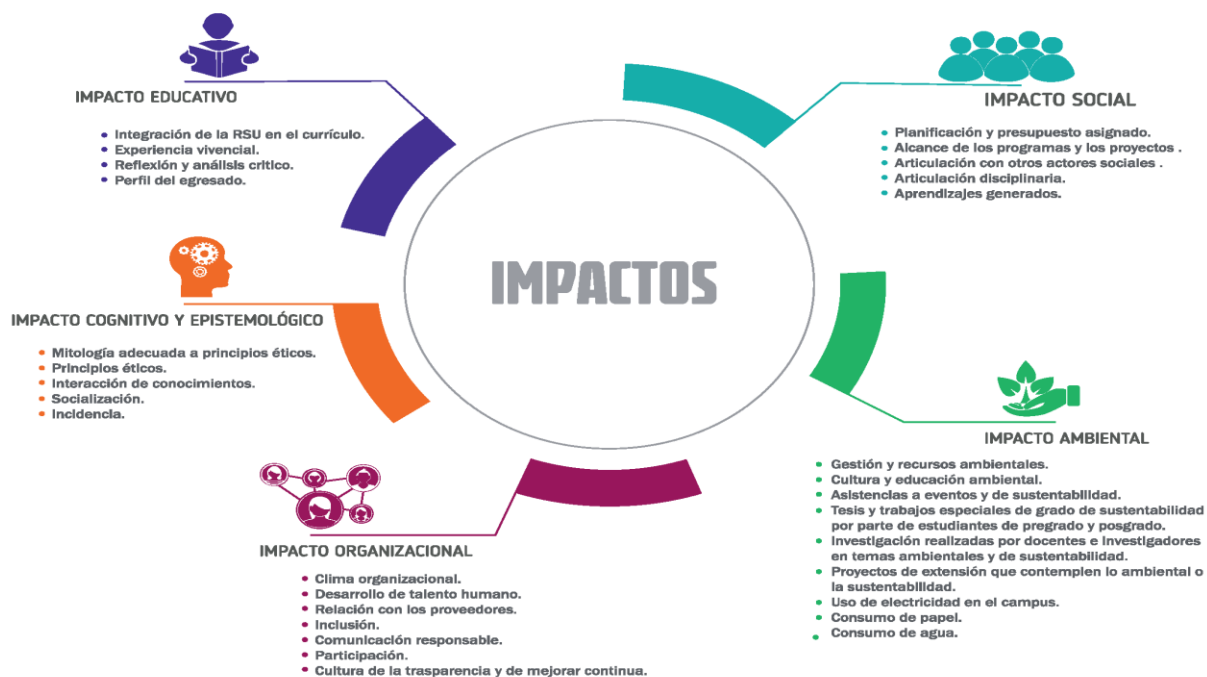 IMPACTO EDUCATIVO
Integración de la RSU en el currículo.
Experiencia vivencial.
Reflexión y análisis critico.
Perfil del egresado.
IMPACTO SOCIAL
Planificación y presupuesto asignado.
Alcance de los programas y los proyectos .
Articulación con otros actores sociales .
Articulación disciplinaria.
Aprendizajes generados.
IMPACTOS
IMPACTO COGNITIVO Y EPISTEMOLÓGICO
Mitología adecuada a principios éticos.
Principios éticos.
Interacción de conocimientos.
Socialización.
Incidencia.
IMPACTO AMBIENTAL
Gestión y recursos ambientales.
Cultura y educación ambiental.
Asistencias a eventos y de sustentabilidad.
Tesis y trabajos especiales de grado de sustentabilidad
por parte de estudiantes de pregrado y posgrado.
Investigación realizadas por docentes e investigadores
en temas ambientales y de sustentabilidad.
Proyectos de extensión que contemplen lo ambiental o
la sustentabilidad.
Uso de electricidad en el campus.
Consumo de papel.
Consumo de agua.
IMPACTO ORGANIZACIONAL
Clima organizacional.
Desarrollo de talento humano.
Relación con los proveedores.
Inclusión.
Comunicación responsable.
Participación.
Cultura de la trasparencia y de mejorar continua.